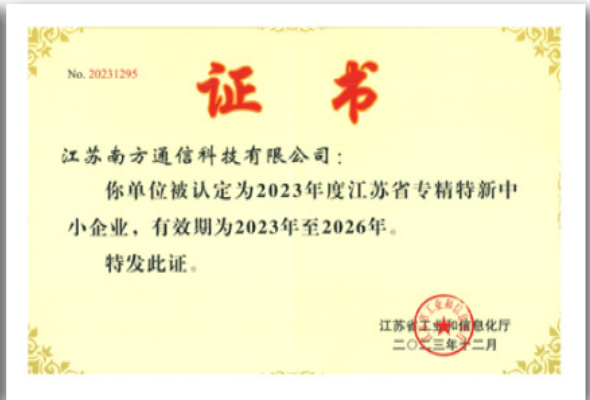 No. 20231295
证 书
江苏南方通信科技有限公司：
你单位被认定为2023年度江苏省专精特新中
小企业，有效期为2023年至2026年。
特发此证。
江苏省工业和信息化厅
二〇二三年十二月